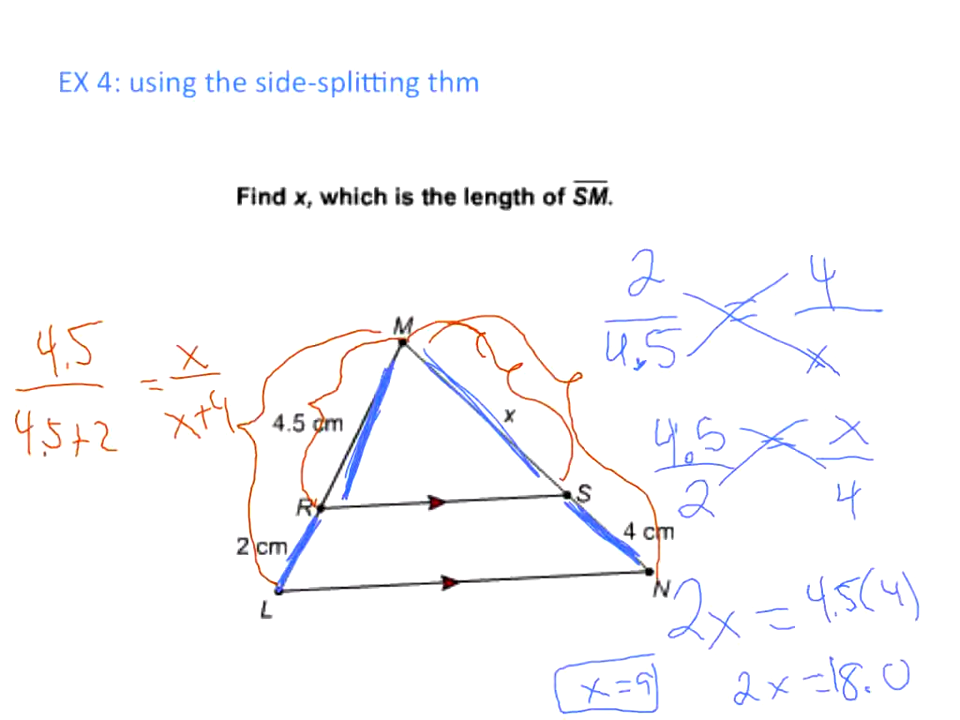 EX 4: using the side-splitting thm
Find x, which is the length of SM.
2/4.5 = 4/x
M
4.5/(4.5+2) = x/(x+4)
4.5 cm
x
4.5/2 = x/4
R
S
2 cm
4 cm
L
N
2x = 4.5(4)
x = 9
2x = 18.0